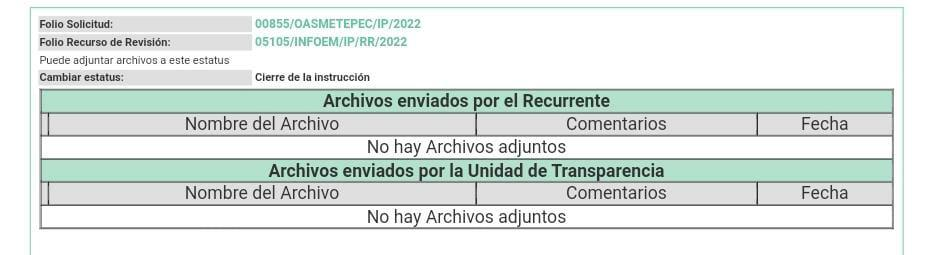 Folio Solicitud: 00855/OASMETEPEC/IP/2022
Folio Recurso de Revisión: 05105/INFOEM/IP/RR/2022
Puede adjuntar archivos a este estatus
Cambiar estatus: Cierre de la instrucción
Archivos enviados por el Recurrente
Nombre del Archivo Comentarios Fecha
No hay Archivos adjuntos
Archivos enviados por la Unidad de Transparencia
Nombre del Archivo Comentarios Fecha
No hay Archivos adjuntos